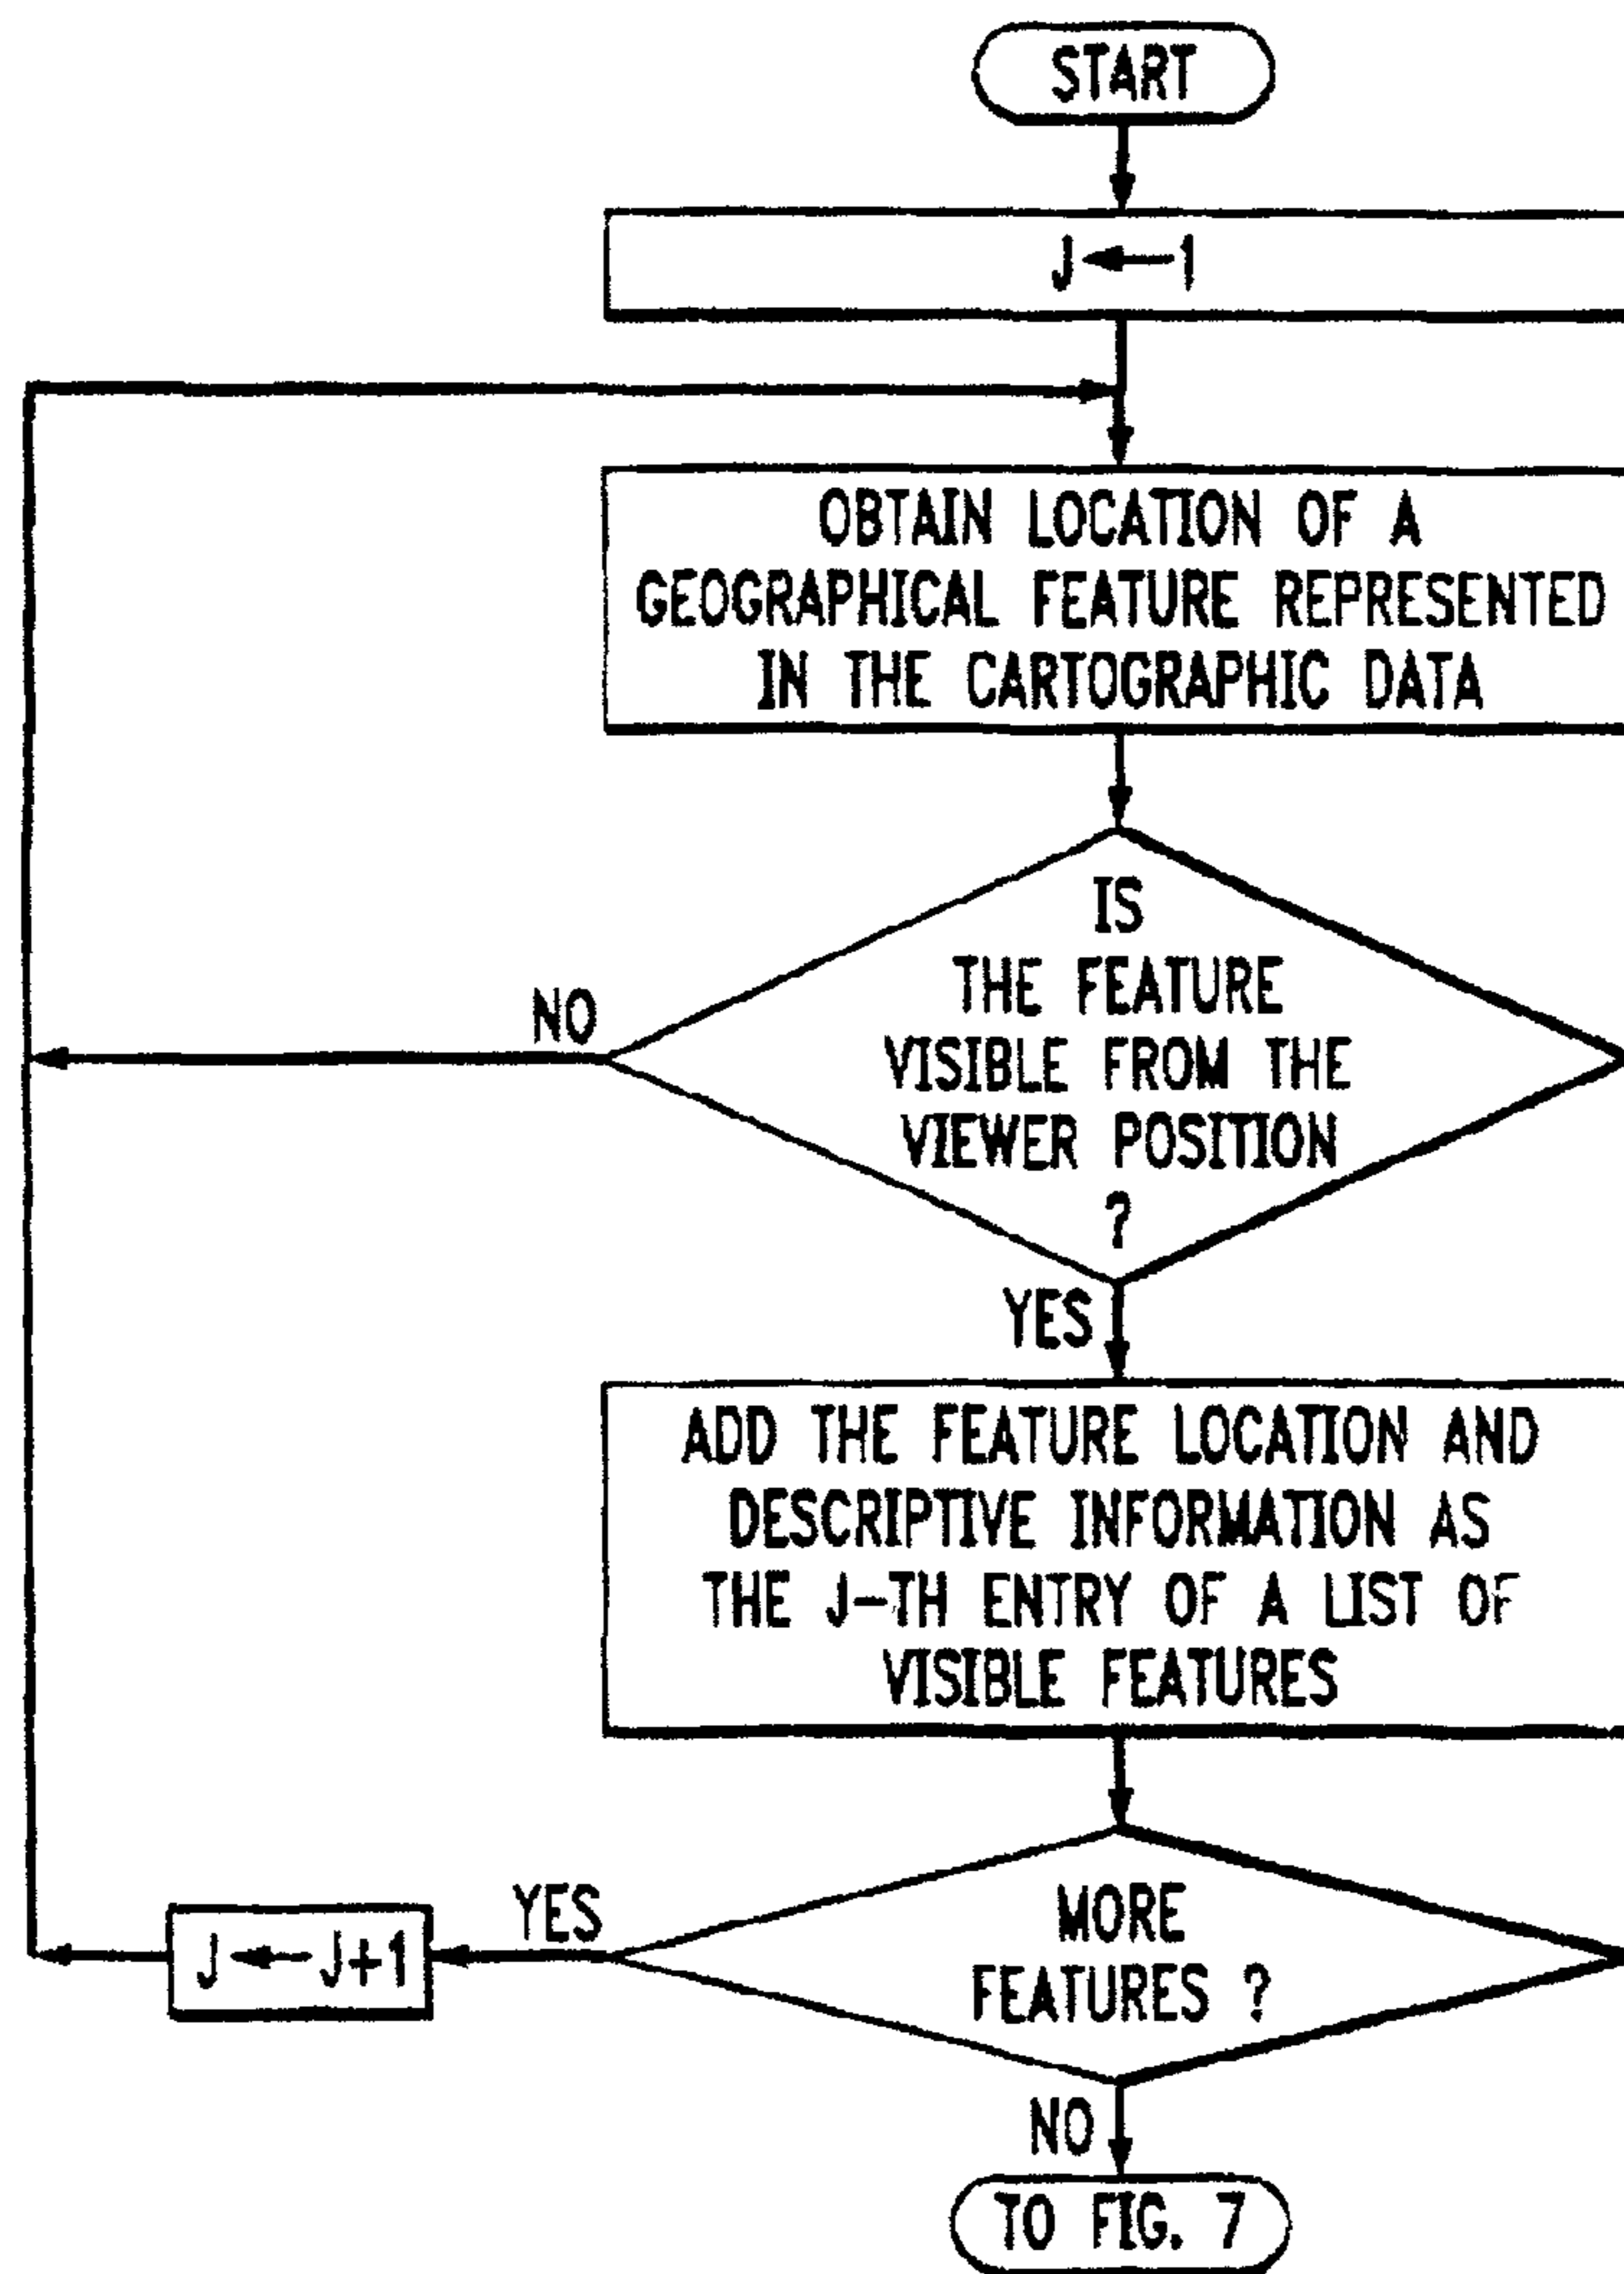 START
J←1
OBTAIN LOCATION OF A
GEOGRAPHICAL FEATURE REPRESENTED
IN THE CARTOGRAPHIC DATA
IS
THE FEATURE
VISIBLE FROM THE
VIEWER POSITION
?
NO
YES
ADD THE FEATURE LOCATION AND
DESCRIPTIVE INFORMATION AS
THE J-TH ENTRY OF A LIST OF
VISIBLE FEATURES
MORE
FEATURES ?
YES
J←J+1
NO
TO FIG. 7